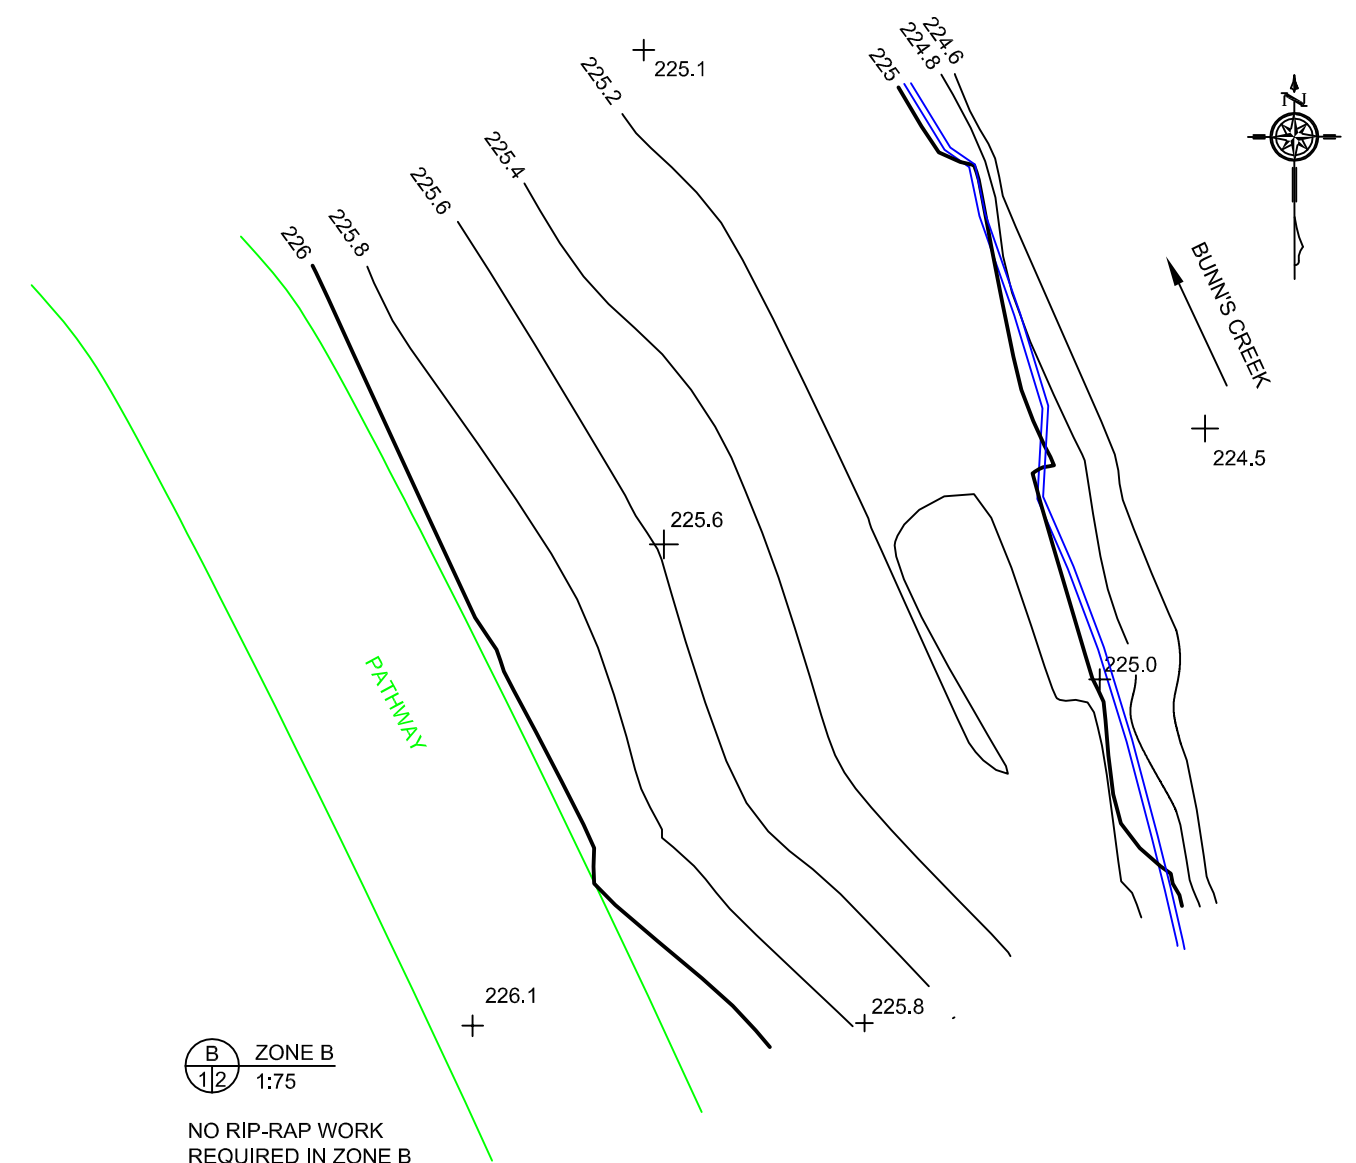 224.6
224.8
225
225.1
225.2
225.4
225.6
225.8
226
N
BUNN'S CREEK
224.5
225.6
225.0
PATHWAY
226.1
225.8
B
1 2
ZONE B
1:75
NO RIP-RAP WORK
REQUIRED IN ZONE B